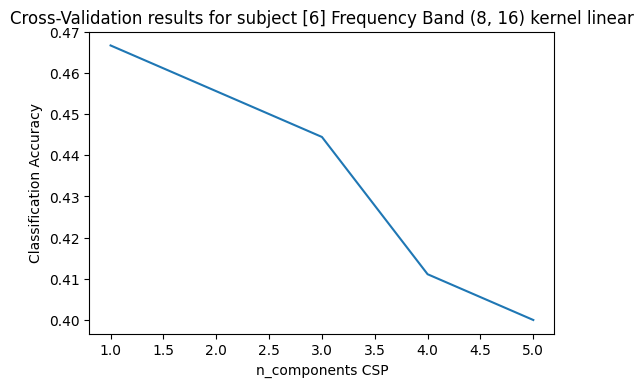 Cross-Validation results for subject [6] Frequency Band (8, 16) kernel linear
0.47
0.46
0.45
0.44
0.43
0.42
0.41
0.40
Classification Accuracy
1.0 1.5 2.0 2.5 3.0 3.5 4.0 4.5 5.0
n_components CSP